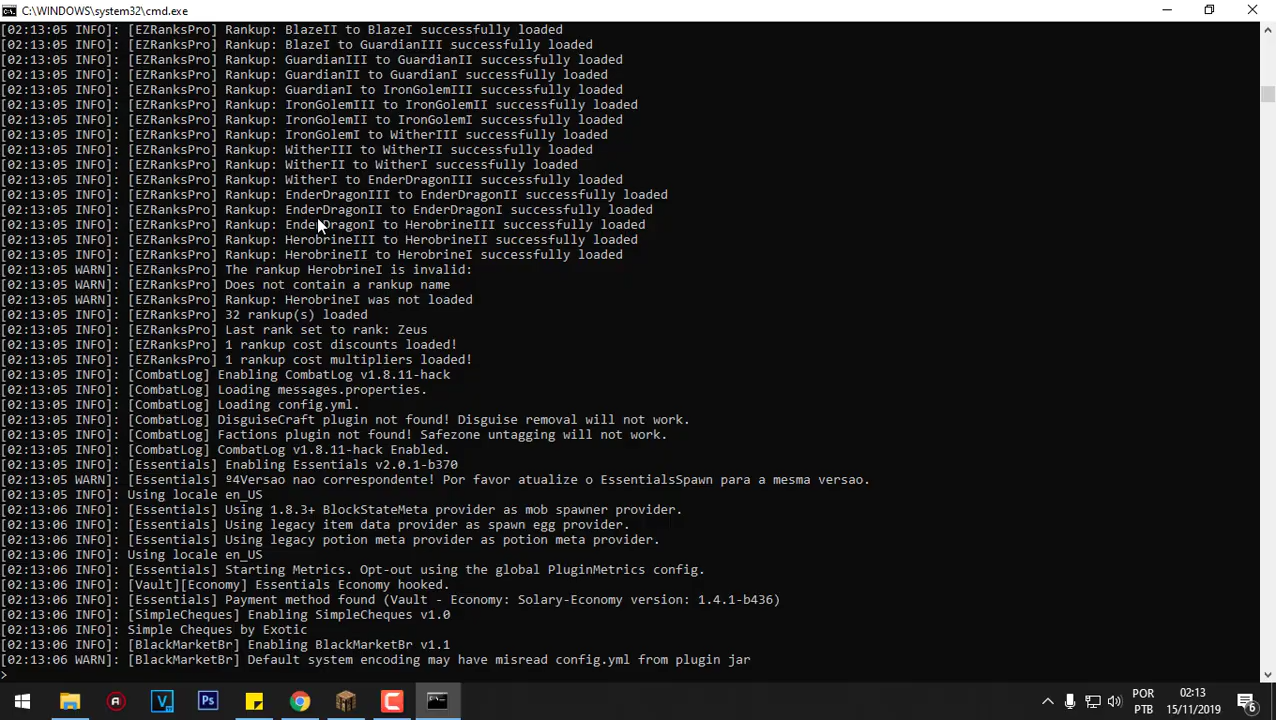 C:\WINDOWS\system32\cmd.exe
[02:13:05 INFO]: [EZRanksPro] Rankup: BlazeII to BlazeI successfully loaded
[02:13:05 INFO]: [EZRanksPro] Rankup: BlazeI to GuardianIII successfully loaded
[02:13:05 INFO]: [EZRanksPro] Rankup: GuardianIII to GuardianII successfully loaded
[02:13:05 INFO]: [EZRanksPro] Rankup: GuardianII to GuardianI successfully loaded
[02:13:05 INFO]: [EZRanksPro] Rankup: GuardianI to IronGolemIII successfully loaded
[02:13:05 INFO]: [EZRanksPro] Rankup: IronGolemIII to IronGolemII successfully loaded
[02:13:05 INFO]: [EZRanksPro] Rankup: IronGolemII to IronGolemI successfully loaded
[02:13:05 INFO]: [EZRanksPro] Rankup: IronGolemI to WitherIII successfully loaded
[02:13:05 INFO]: [EZRanksPro] Rankup: WitherIII to WitherII successfully loaded
[02:13:05 INFO]: [EZRanksPro] Rankup: WitherII to WitherI successfully loaded
[02:13:05 INFO]: [EZRanksPro] Rankup: WitherI to EnderDragonIII successfully loaded
[02:13:05 INFO]: [EZRanksPro] Rankup: EnderDragonIII to EnderDragonII successfully loaded
[02:13:05 INFO]: [EZRanksPro] Rankup: EnderDragonII to EnderDragonI successfully loaded
[02:13:05 INFO]: [EZRanksPro] Rankup: EnderDragonI to HerobrineIII successfully loaded
[02:13:05 INFO]: [EZRanksPro] Rankup: HerobrineIII to HerobrineII successfully loaded
[02:13:05 INFO]: [EZRanksPro] Rankup: HerobrineII to HerobrineI successfully loaded
[02:13:05 WARN]: [EZRanksPro] The rankup HerobrineI is invalid:
[02:13:05 WARN]: [EZRanksPro] Does not contain a rankup name
[02:13:05 WARN]: [EZRanksPro] Rankup: HerobrineI was not loaded
[02:13:05 INFO]: [EZRanksPro] 32 rankup(s) loaded
[02:13:05 INFO]: [EZRanksPro] Last rank set to rank: Zeus
[02:13:05 INFO]: [EZRanksPro] 1 rankup cost discounts loaded!
[02:13:05 INFO]: [EZRanksPro] 1 rankup cost multipliers loaded!
[02:13:05 INFO]: [CombatLog] Enabling CombatLog v1.8.11-hack
[02:13:05 INFO]: [CombatLog] Loading messages.properties.
[02:13:05 INFO]: [CombatLog] Loading config.yml.
[02:13:05 INFO]: [CombatLog] DisguiseCraft plugin not found! Disguise removal will not work.
[02:13:05 INFO]: [CombatLog] Factions plugin not found! Safezone untagging will not work.
[02:13:05 INFO]: [CombatLog] CombatLog v1.8.11-hack Enabled.
[02:13:05 INFO]: [Essentials] Enabling Essentials v2.0.1-b370
[02:13:05 WARN]: [Essentials] º4Versao nao correspondente! Por favor atualize o EssentialsSpawn para a mesma versao.
[02:13:05 INFO]: Using locale en_US
[02:13:05 INFO]: [Essentials] Using 1.8.3+ BlockStateMeta provider as mob spawner provider.
[02:13:05 INFO]: [Essentials] Using legacy item data provider as spawn egg provider.
[02:13:05 INFO]: [Essentials] Using legacy potion meta provider as potion meta provider.
[02:13:06 INFO]: Using locale en_US
[02:13:06 INFO]: [Essentials] Starting Metrics. Opt-out using the global PluginMetrics config.
[02:13:06 INFO]: [Vault][Economy] Essentials Economy hooked.
[02:13:06 INFO]: [Essentials] Payment method found (Vault - Economy: Solary-Economy version: 1.4.1-b436)
[02:13:06 INFO]: [SimpleCheques] Enabling SimpleCheques v1.0
[02:13:06 INFO]: Simple Cheques by Exotic
[02:13:06 INFO]: [BlackMarketBr] Enabling BlackMarketBr v1.1
[02:13:06 WARN]: [BlackMarketBr] Default system encoding may have misread config.yml from plugin jar
>
Ps
POR
PTB
02:13
15/11/2019
6